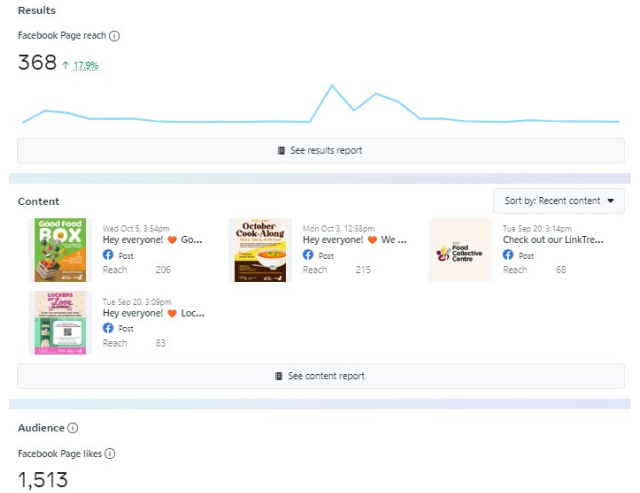 Results
Facebook Page reach
368 ↑ 17.9%
See results report
Content
Sort by: Recent content
Good Food
BOX
Wed Oct 5, 3:54pm
Hey everyone! 🧡 Go...
Post
Reach 206
October
Cook-Along
Mon Oct 3, 12:58pm
Hey everyone! 🧡 We ...
Post
Reach 215
Food
Collective
Centre
Tue Sep 20, 3:14pm
Check out our LinkTre...
Post
Reach 68
LOCKERS
OF
Love
Tue Sep 20, 3:09pm
Hey everyone! 🧡 Loc...
Post
Reach 83
See content report
Audience
Facebook Page likes
1,513